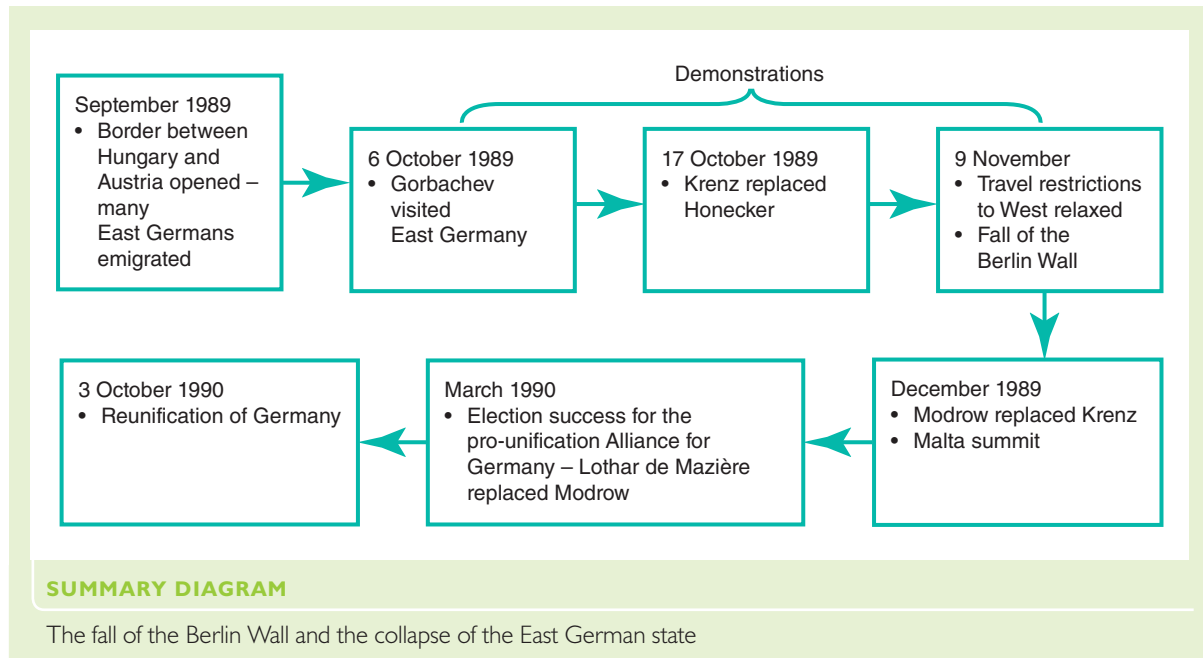 Demonstrations
September 1989
• Border between
Hungary and
Austria opened –
many
East Germans
emigrated
6 October 1989
• Gorbachev
visited
East Germany
17 October 1989
• Krenz replaced
Honecker
9 November
• Travel restrictions
to West relaxed
• Fall of the
Berlin Wall
December 1989
• Modrow replaced Krenz
• Malta summit
March 1990
• Election success for the
pro-unification Alliance for
Germany – Lothar de Mazière
replaced Modrow
3 October 1990
• Reunification of Germany
SUMMARY DIAGRAM
The fall of the Berlin Wall and the collapse of the East German state